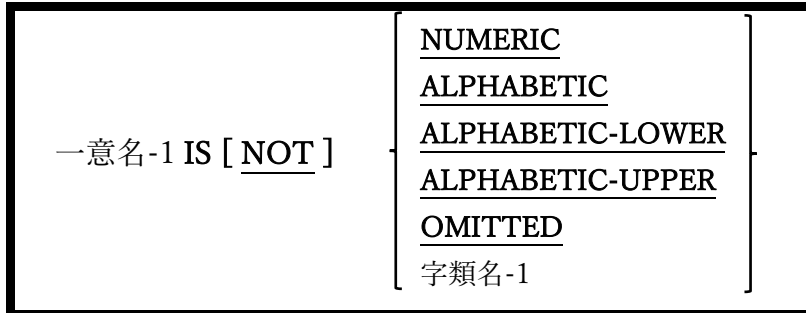 NUMERIC
ALPHABETIC
ALPHABETIC-LOWER
一意名-1 IS [ NOT ]
ALPHABETIC-UPPER
OMITTED
字類名-1